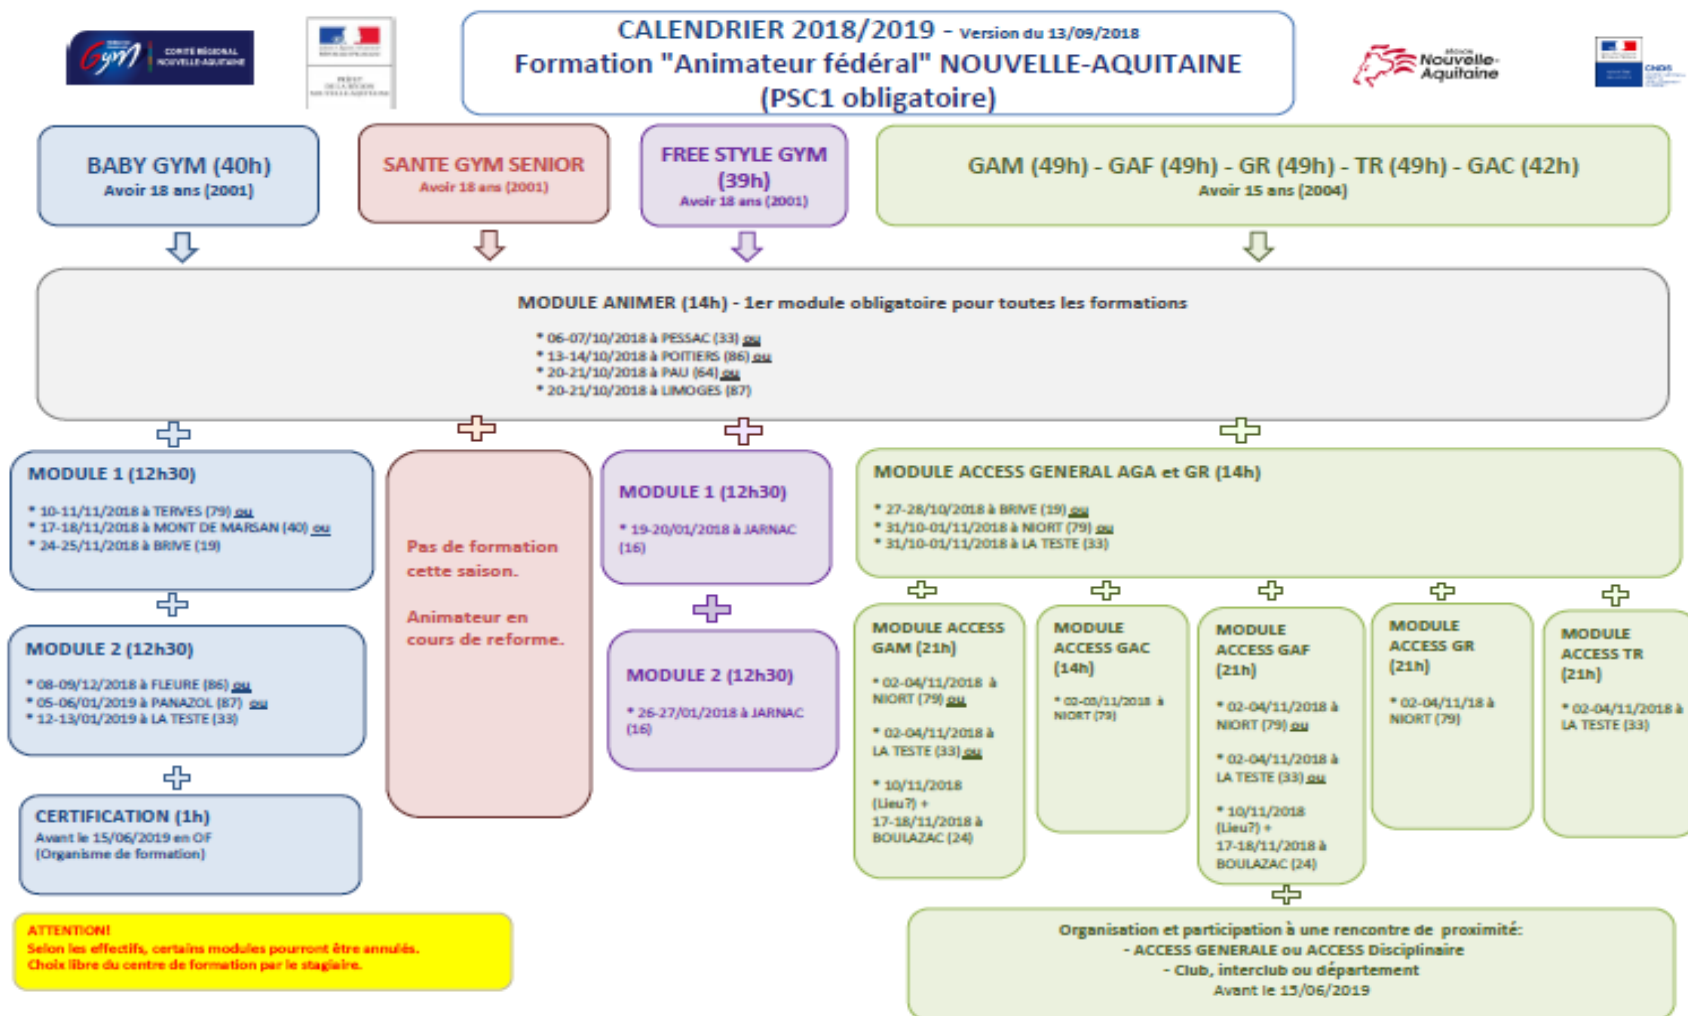 Gym
COMITÉ RÉGIONAL
NOUVELLE-AQUITAINE
CALENDRIER 2018/2019 - Version du 13/09/2018
Formation "Animateur fédéral" NOUVELLE-AQUITAINE
(PSC1 obligatoire)
RÉGION
Nouvelle-
Aquitaine
CNDS
BABY GYM (40h)
Avoir 18 ans (2001)
SANTE GYM SENIOR
Avoir 18 ans (2001)
FREE STYLE GYM
(39h)
Avoir 18 ans (2001)
GAM (49h) - GAF (49h) - GR (49h) - TR (49h) - GAC (42h)
Avoir 15 ans (2004)
MODULE ANIMER (14h) - 1er module obligatoire pour toutes les formations
* 06-07/10/2018 à PESSAC (33) ou
* 13-14/10/2018 à POITIERS (86) ou
* 20-21/10/2018 à PAU (64) ou
* 20-21/10/2018 à LIMOGES (87)
MODULE 1 (12h30)
* 10-11/11/2018 à TERVES (79) ou
* 17-18/11/2018 à MONT DE MARSAN (40) ou
* 24-25/11/2018 à BRIVE (19)
MODULE 2 (12h30)
* 08-09/12/2018 à FLEURE (86) ou
* 05-06/01/2019 à PANAZOL (87) ou
* 12-13/01/2019 à LA TESTE (33)
CERTIFICATION (1h)
Avant le 15/06/2019 en OF
(Organisme de formation)
Pas de formation
cette saison.
Animateur en
cours de reforme.
MODULE 1 (12h30)
* 19-20/01/2018 à JARNAC
(16)
MODULE 2 (12h30)
* 26-27/01/2018 à JARNAC
(16)
MODULE ACCESS GENERAL AGA et GR (14h)
* 27-28/10/2018 à BRIVE (19) ou
* 31/10-01/11/2018 à NIORT (79) ou
* 31/10-01/11/2018 à LA TESTE (33)
MODULE ACCESS
GAM (21h)
* 02-04/11/2018 à
NIORT (79) ou
* 02-04/11/2018 à
LA TESTE (33) ou
* 10/11/2018
(Lieu?) +
17-18/11/2018 à
BOULAZAC (24)
MODULE
ACCESS GAC
(14h)
* 02-03/11/2018 à
NIORT (79)
MODULE
ACCESS GAF
(21h)
* 02-04/11/2018 à
NIORT (79) ou
* 02-04/11/2018 à
LA TESTE (33) ou
* 10/11/2018
(Lieu?) +
17-18/11/2018 à
BOULAZAC (24)
MODULE
ACCESS GR
(21h)
* 02-04/11/18 à
NIORT (79)
MODULE
ACCESS TR
(21h)
* 02-04/11/2018 à
LA TESTE (33)
Organisation et participation à une rencontre de proximité:
- ACCESS GENERALE ou ACCESS Disciplinaire
- Club, interclub ou département
Avant le 15/06/2019
ATTENTION!
Selon les effectifs, certains modules pourront être annulés.
Choix libre du centre de formation par le stagiaire.